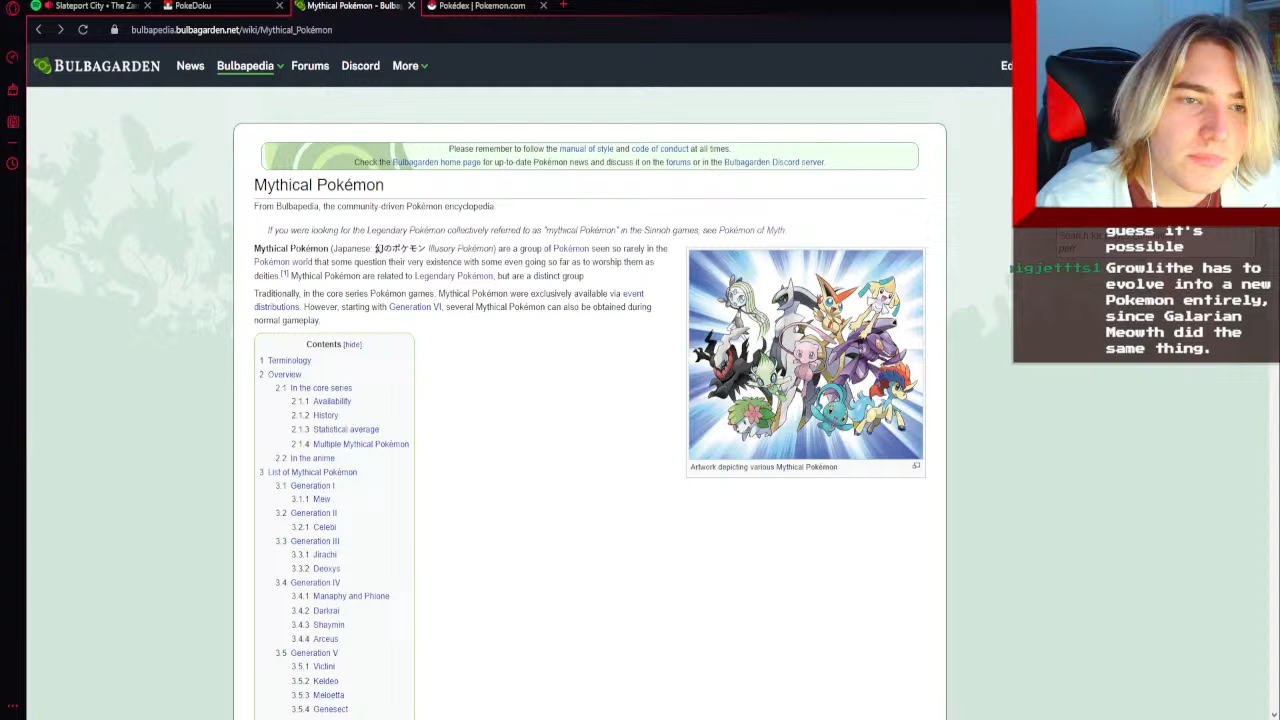 Slateport City • The Zan
PokeDoku
Mythical Pokémon - Bulba
Pokédex | Pokemon.com
bulbapedia.bulbagarden.net/wiki/Mythical_Pokémon
BULBAGARDEN
News
Bulbapedia
Forums
Discord
More
Please remember to follow the manual of style and code of conduct at all times.
Check the Bulbagarden home page for up-to-date Pokémon news and discuss it on the forums or in the Bulbagarden Discord server.
Mythical Pokémon
From Bulbapedia, the community-driven Pokémon encyclopedia.
If you were looking for the Legendary Pokémon collectively referred to as "mythical Pokémon" in the Sinnoh games, see Pokémon of Myth.
Mythical Pokémon (Japanese: 幻のポケモン Illusory Pokémon) are a group of Pokémon seen so rarely in the
Pokémon world that some question their very existence with some even going so far as to worship them as
deities.[1] Mythical Pokémon are related to Legendary Pokémon, but are a distinct group
Traditionally, in the core series Pokémon games, Mythical Pokémon were exclusively available via event
distributions. However, starting with Generation VI, several Mythical Pokémon can also be obtained during
normal gameplay.
Artwork depicting various Mythical Pokémon
Contents [hide]
1 Terminology
2 Overview
2.1 In the core series
2.1.1 Availability
2.1.2 History
2.1.3 Statistical average
2.1.4 Multiple Mythical Pokémon
2.2 In the anime
3 List of Mythical Pokémon
3.1 Generation I
3.1.1 Mew
3.2 Generation II
3.2.1 Celebi
3.3 Generation III
3.3.1 Jirachi
3.3.2 Deoxys
3.4 Generation IV
3.4.1 Manaphy and Phione
3.4.2 Darkrai
3.4.3 Shaymin
3.4.4 Arceus
3.5 Generation V
3.5.1 Victini
3.5.2 Keldeo
3.5.3 Meloetta
3.5.4 Genesect
guess it's
possible
igjettts1 Growlithe has to
evolve into a new
Pokemon entirely,
since Galarian
Meowth did the
same thing.